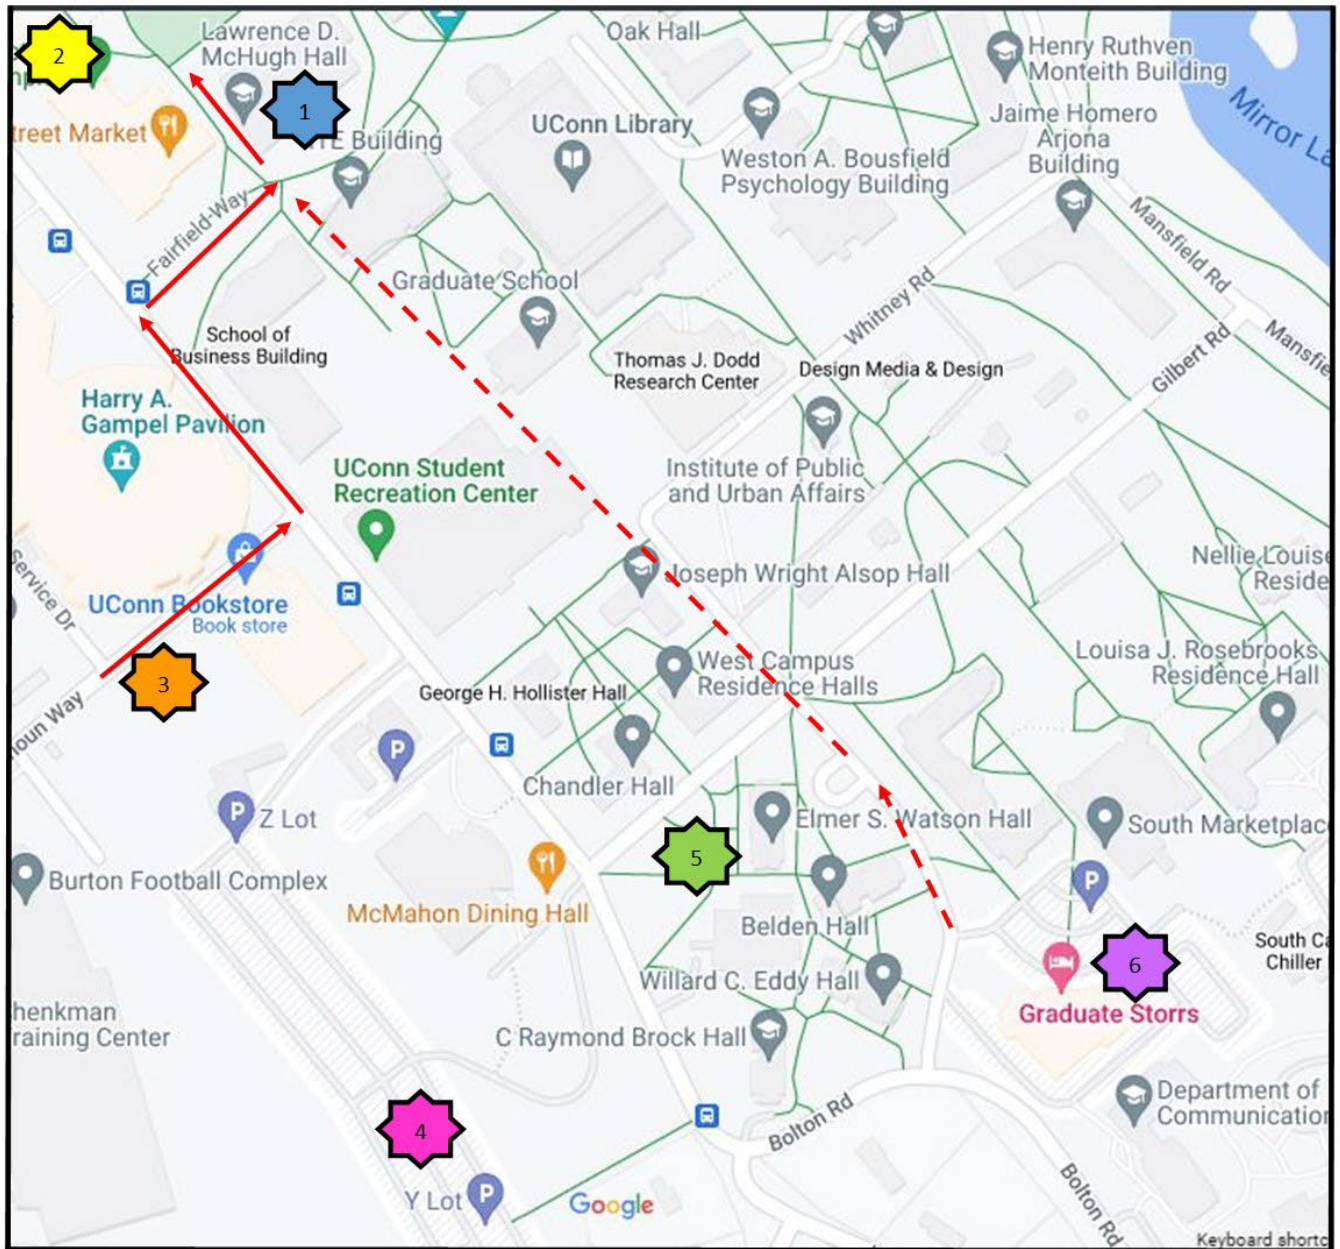 Lawrence D.
McHugh Hall
Oak Hall
Henry Ruthven
Monteith Building
2
1
treet Market
Building
UConn Library
Weston A. Bousfield
Psychology Building
Jaime Homero
Arjona
Building
Mirror La
Fairfield Way
Mansfield Rd
Graduate School
Whitney Rd
School of
Business Building
Thomas J. Dodd
Research Center
Design Media & Design
Gilbert Rd
Mansfie
Harry A.
Gampel Pavilion
UConn Student
Recreation Center
Institute of Public
and Urban Affairs
Service Dr
UConn Bookstore
Book store
Joseph Wright Alsop Hall
Nellie Louise
Reside
3
houn Way
George H. Hollister Hall
West Campus
Residence Halls
Louisa J. Rosebrooks
Residence Hall
P
Chandler Hall
P
Z Lot
5
Elmer S. Watson Hall
South Marketplac
Burton Football Complex
McMahon Dining Hall
P
Belden Hall
6
South Ca
Chiller
Willard C. Eddy Hall
Graduate Storrs
henkman
raining Center
C Raymond Brock Hall
4
Bolton Rd
Department of
Communication
Y Lot
P
Google
Bolton Rd
Keyboard shortc